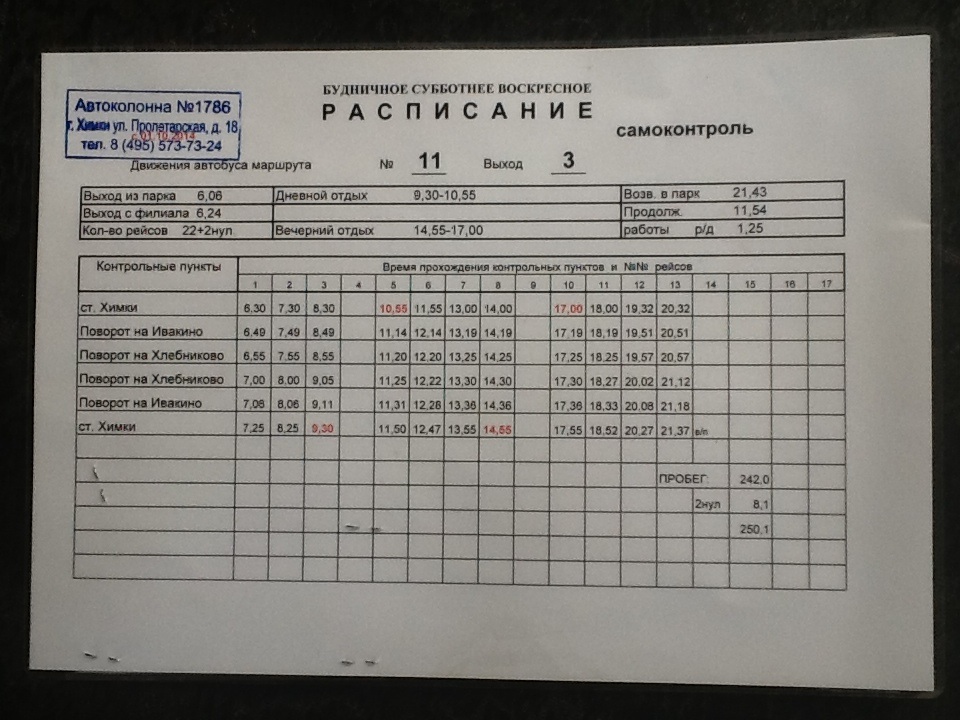 БУДНИЧНОЕ СУББОТНЕЕ ВОСКРЕСНОЕ
РАСПИСАНИЕ
самоконтроль
Автоколонна №1786
г. Химки ул. Пролетарская, д. 18
с 01.10.2014
тел. 8 (495) 573-73-24
Движения автобуса маршрута № 11 Выход 3
Выход из парка 6,06 Дневной отдых 9,30-10,55 Возв. в парк 21,43
Выход с филиала 6,24 Продолж. 11,54
Кол-во рейсов 22+2нул. Вечерний отдых 14,55-17,00 работы р/д 1,25
Контрольные пункты Время прохождения контрольных пунктов и №№ рейсов
1 2 3 4 5 6 7 8 9 10 11 12 13 14 15 16 17
ст. Химки 6,30 7,30 8,30 10,55 11,55 13,00 14,00 17,00 18,00 19,32 20,32
Поворот на Ивакино 6,49 7,49 8,49 11,14 12,14 13,19 14,19 17,19 18,19 19,51 20,51
Поворот на Хлебниково 6,55 7,55 8,55 11,20 12,20 13,25 14,25 17,25 18,25 19,57 20,57
Поворот на Хлебниково 7,00 8,00 9,05 11,25 12,22 13,30 14,30 17,30 18,27 20,02 21,12
Поворот на Ивакино 7,06 8,06 9,11 11,31 12,28 13,36 14,36 17,36 18,33 20,08 21,18
ст. Химки 7,25 8,25 9,30 11,50 12,47 13,55 14,55 17,55 18,52 20,27 21,37 в/п
ПРОБЕГ: 242,0
2нул 8,1
250,1